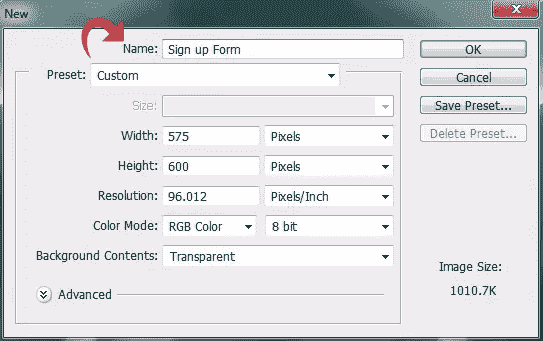 New
Name: Sign up Form
OK
Preset: Custom
Cancel
Size:
Save Preset...
Width: 575 Pixels
Delete Preset...
Height: 600 Pixels
Resolution: 96.012 Pixels/Inch
Color Mode: RGB Color 8 bit
Background Contents: Transparent
Image Size:
1010.7K
Advanced